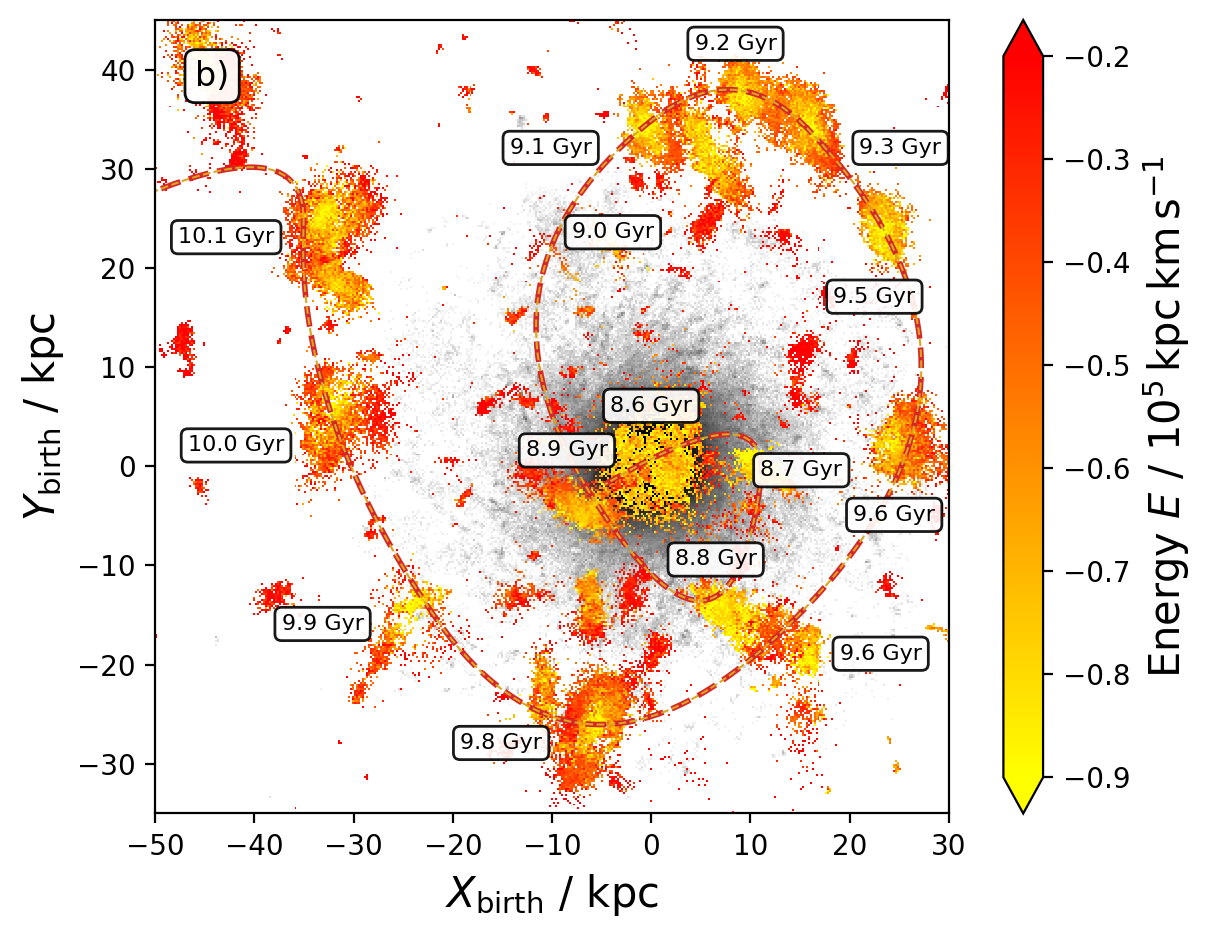 b)
9.2 Gyr
9.1 Gyr
9.3 Gyr
9.0 Gyr
10.1 Gyr
9.5 Gyr
8.6 Gyr
8.9 Gyr
10.0 Gyr
8.7 Gyr
9.6 Gyr
8.8 Gyr
9.9 Gyr
9.6 Gyr
9.8 Gyr
40
30
20
10
0
−10
−20
−30
Y_birth / kpc
−50 −40 −30 −20 −10 0 10 20 30
X_birth / kpc
−0.2
−0.3
−0.4
−0.5
−0.6
−0.7
−0.8
−0.9
Energy E / 10⁵ kpc km s⁻¹